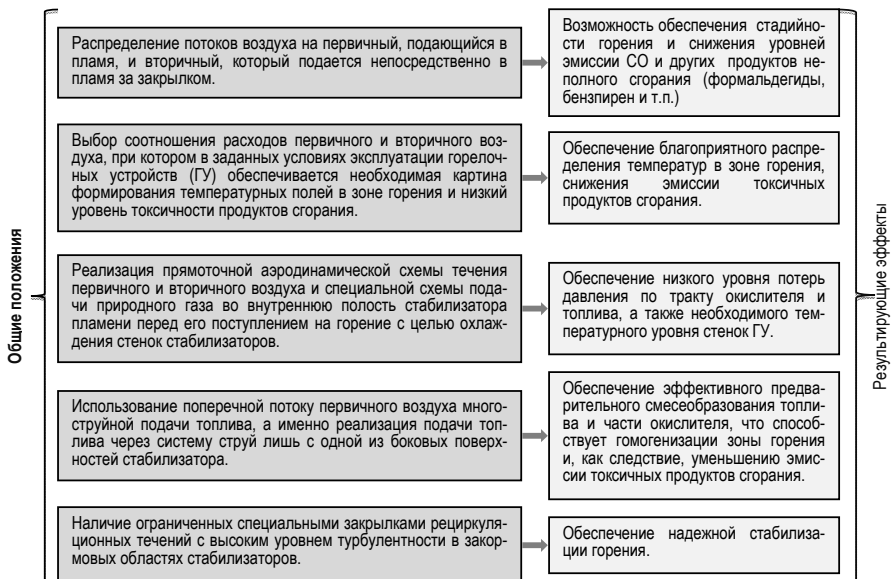 Общие положения
Распределение потоков воздуха на первичный, подающийся в
пламя, и вторичный, который подается непосредственно в
пламя за закрылком.
Возможность обеспечения стадийно-
сти горения и снижения уровней
эмиссии СО и других продуктов не-
полного сгорания (формальдегиды,
бензпирен и т.п.)
Выбор соотношения расходов первичного и вторичного воз-
духа, при котором в заданных условиях эксплуатации горелоч-
ных устройств (ГУ) обеспечивается необходимая картина
формирования температурных полей в зоне горения и низкий
уровень токсичности продуктов сгорания.
Обеспечение благоприятного распре-
деления температур в зоне горения,
снижения эмиссии токсичных
продуктов сгорания.
Реализация прямоточной аэродинамической схемы течения
первичного и вторичного воздуха и специальной схемы пода-
чи природного газа во внутреннюю полость стабилизатора
пламени перед его поступлением на горение с целью охлаж-
дения стенок стабилизаторов.
Обеспечение низкого уровня потерь
давления по тракту окислителя и
топлива, а также необходимого тем-
пературного уровня стенок ГУ.
Использование поперечной потоку первичного воздуха много-
струйной подачи топлива, а именно реализация подачи топ-
лива через систему струй лишь с одной из боковых поверх-
ностей стабилизатора.
Обеспечение эффективного предва-
рительного смесеобразования топли-
ва и части окислителя, что способ-
ствует гомогенизации зоны горения
и, как следствие, уменьшению эмис-
сии токсичных продуктов сгорания.
Наличие ограниченных специальными закрылками рециркуля-
ционных течений с высоким уровнем турбулентности в закор-
мовых областях стабилизаторов.
Обеспечение надежной стабилиза-
ции горения.
Результирующие эффекты